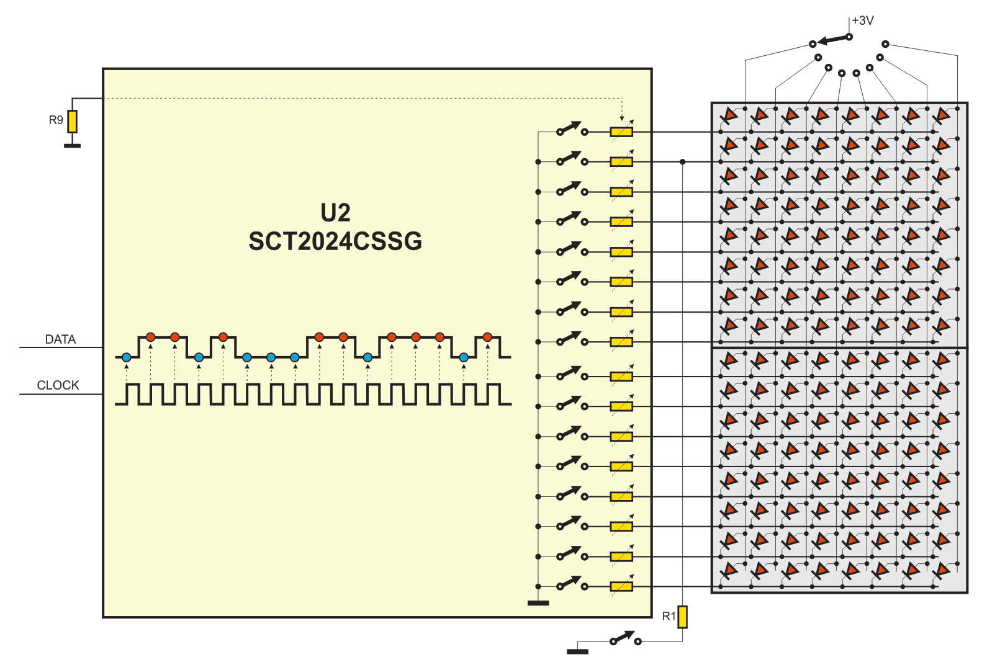 +3V
R9
U2
SCT2024CSSG
DATA
CLOCK
R1